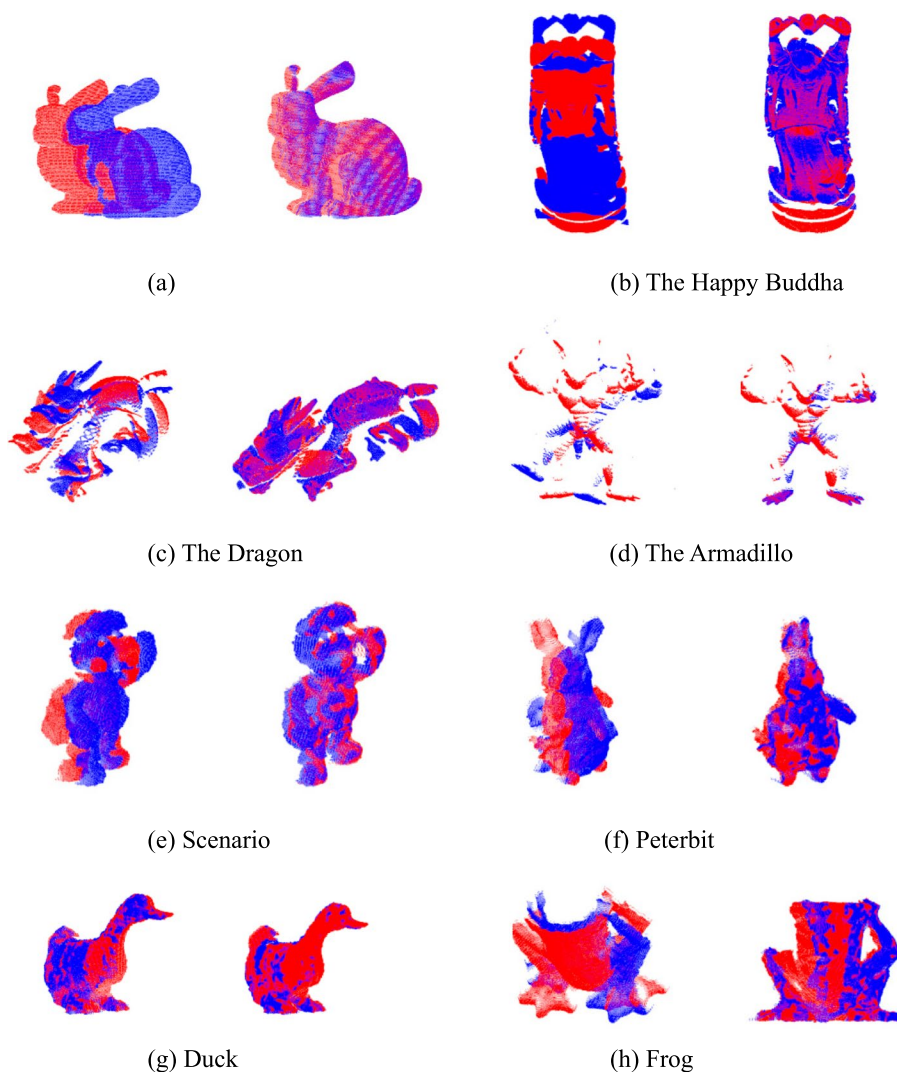 (a)
(b) The Happy Buddha
(c) The Dragon
(d) The Armadillo
(e) Scenario
(f) Peterbit
(g) Duck
(h) Frog